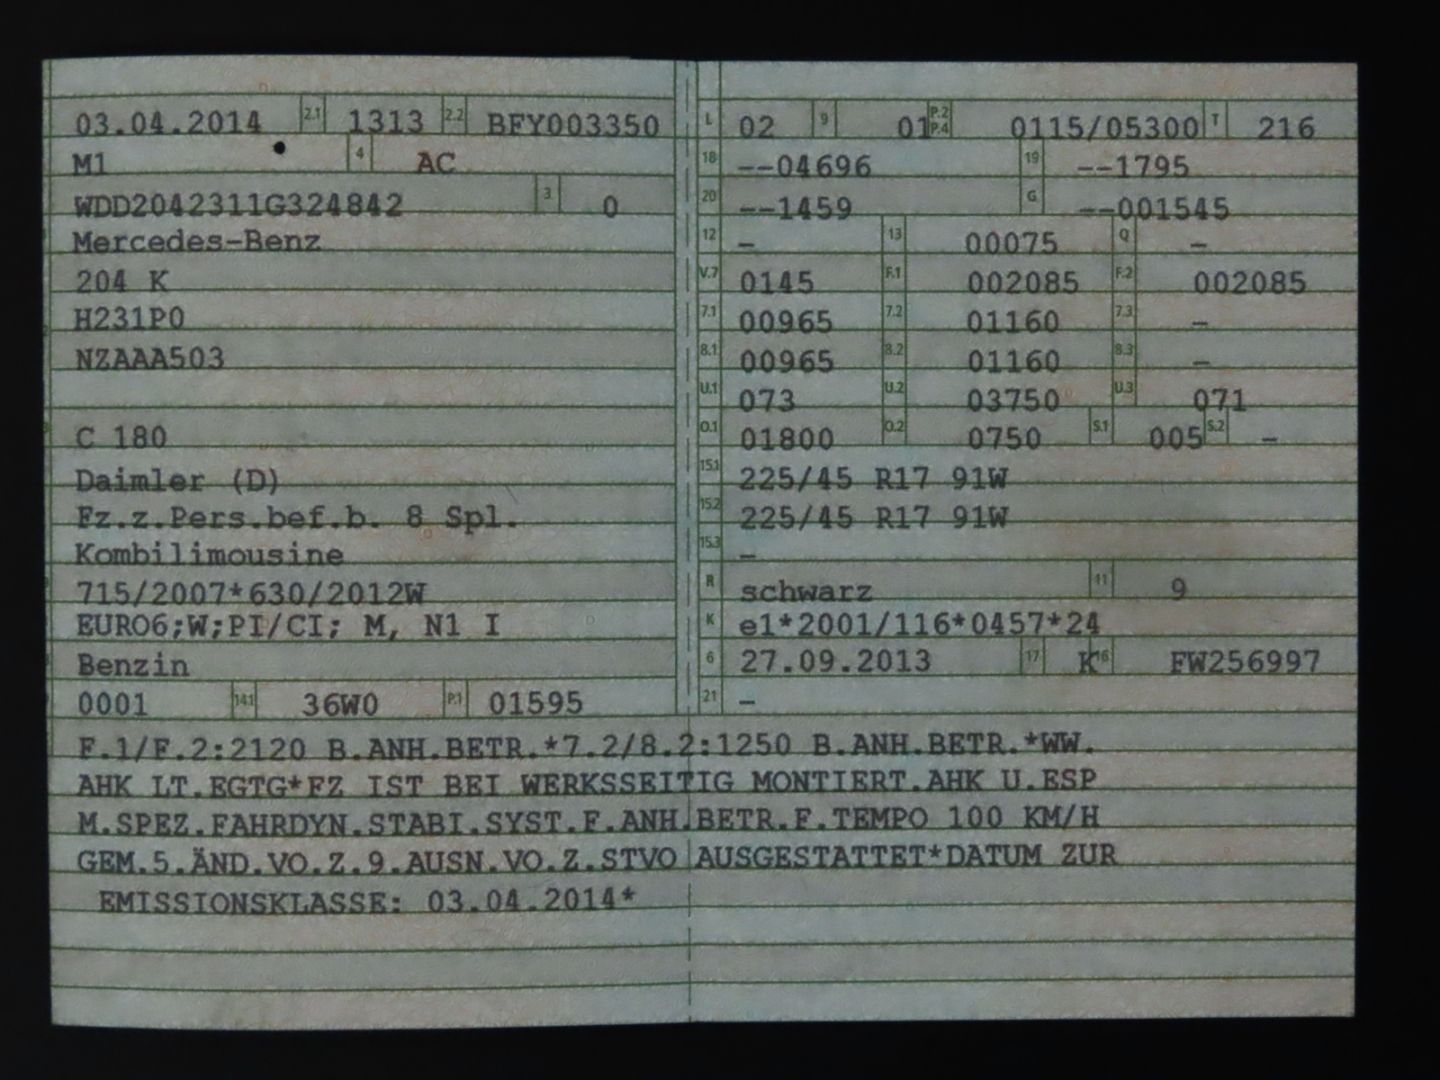 03.04.2014 2.1 1313 2.2 BFY003350
M1 4 AC
WDD2042311G324842 3 0
Mercedes-Benz
204 K
H231P0
NZAAA503
C 180
Daimler (D)
Fz.z.Pers.bef.b. 8 Spl.
Kombilimousine
715/2007*630/2012W
EURO6;W;PI/CI; M, N1 I
Benzin
0001 14.1 36W0 P.1 01595
L 02 9 01 P.2 P.4 0115/05300 T 216
18 --04696 19 --1795
20 --1459 G --001545
12 - 13 00075 Q -
V.7 0145 F.1 002085 F.2 002085
7.1 00965 7.2 01160 7.3 -
8.1 00965 8.2 01160 8.3 -
U.1 073 U.2 03750 U.3 071
O.1 01800 O.2 0750 S.1 005 S.2 -
15.1 225/45 R17 91W
15.2 225/45 R17 91W
15.3 -
R schwarz 11 9
K e1*2001/116*0457*24
6 27.09.2013 17 K 16 FW256997
21 -
F.1/F.2:2120 B.ANH.BETR.*7.2/8.2:1250 B.ANH.BETR.*WW.
AHK LT.EGTG*FZ IST BEI WERKSSEITIG MONTIERT.AHK U.ESP
M.SPEZ.FAHRDYN.STABI.SYST.F.ANH.BETR.F.TEMPO 100 KM/H
GEM.5.ÄND.VO.Z.9.AUSN.VO.Z.STVO AUSGESTATTET*DATUM ZUR
EMISSIONSKLASSE: 03.04.2014*